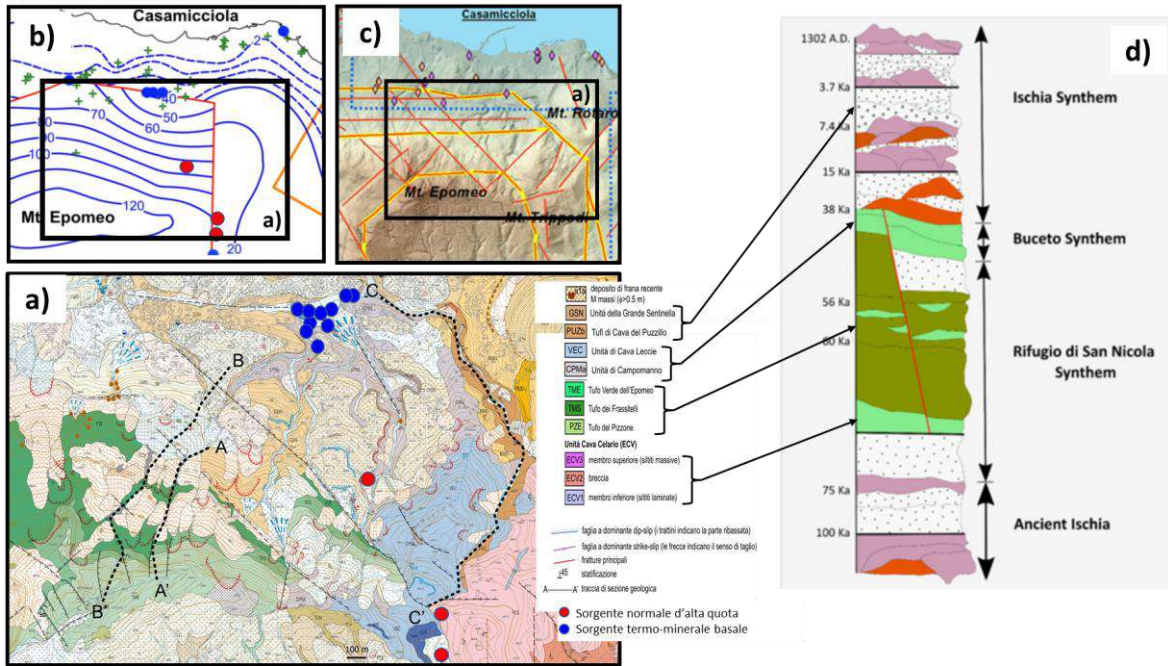 b)
Casamicciola
2
40
50
60
70
80
90
100
120
20
Mt. Epomeo
a)
c)
Casamicciola
a)
Mt. Rotaro
Mt. Epomeo
Mt. Trippodi
a)
C
B
A
B'
A'
C'
100 m
deposito di frana recente
M massi (ϕ>0.5 m)
GSN Unità della Grande Sentinella
PUZb Tufi di Cava del Puzzillo
VEC Unità di Cava Leccie
CPMa Unità di Campomanno
TME Tufo Verde dell'Epomeo
TMS Tufo dei Frassitelli
PZE Tufo del Pizzone
Unità Cava Celario (ECV)
ECV3 membro superiore (siltiti massive)
ECV2 breccia
ECV1 membro inferiore (siltiti laminate)
faglia a dominante dip-slip (i trattini indicano la parte ribassata)
faglia a dominante strike-slip (le frecce indicano il senso di taglio)
fratture principali
45 stratificazione
A A' traccia di sezione geologica
Sorgente normale d'alta quota
Sorgente termo-minerale basale
d)
1302 A.D.
3.7 Ka
7.4 Ka
15 Ka
38 Ka
56 Ka
60 Ka
75 Ka
100 Ka
Ischia Synthem
Buceto Synthem
Rifugio di San Nicola
Synthem
Ancient Ischia